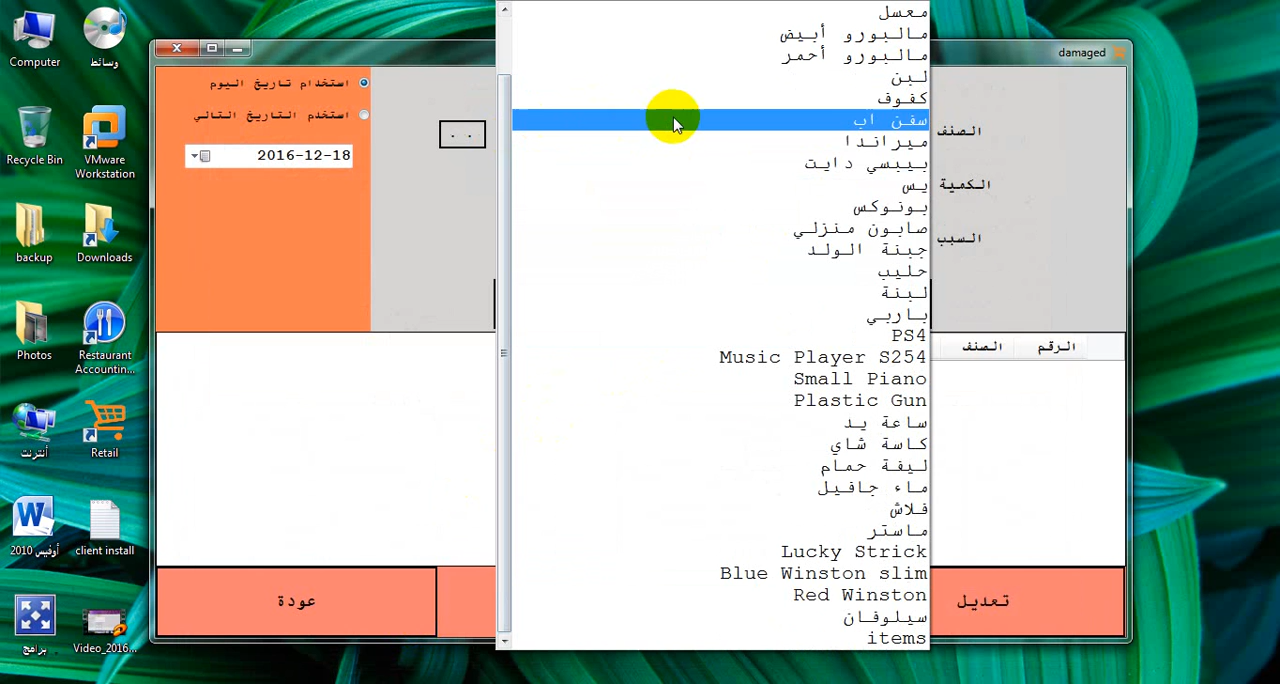 Computer
وسائط
Recycle Bin
VMware
Workstation
backup
Downloads
Photos
Restaurant
Accountin...
أنترنت
Retail
أوفيس 2010
client install
برامج
Video_2016...
damaged
استخدام تاريخ اليوم
استخدم التاريخ التالي
2016-12-18
. .
الصنف
الكمية
السبب
معسل
مالبورو أبيض
مالبورو أحمر
لبن
كفوف
سفن اب
ميراندا
بيبسي دايت
يس
بونوكس
صابون منزلي
جبنة الولد
حليب
لبنة
باربي
PS4
Music Player S254
Small Piano
Plastic Gun
ساعة يد
كاسة شاي
ليفة حمام
ماء جافيل
فلاش
ماستر
Lucky Strick
Blue Winston slim
Red Winston
سيلوفان
items
الرقم
الصنف
تعديل
عودة